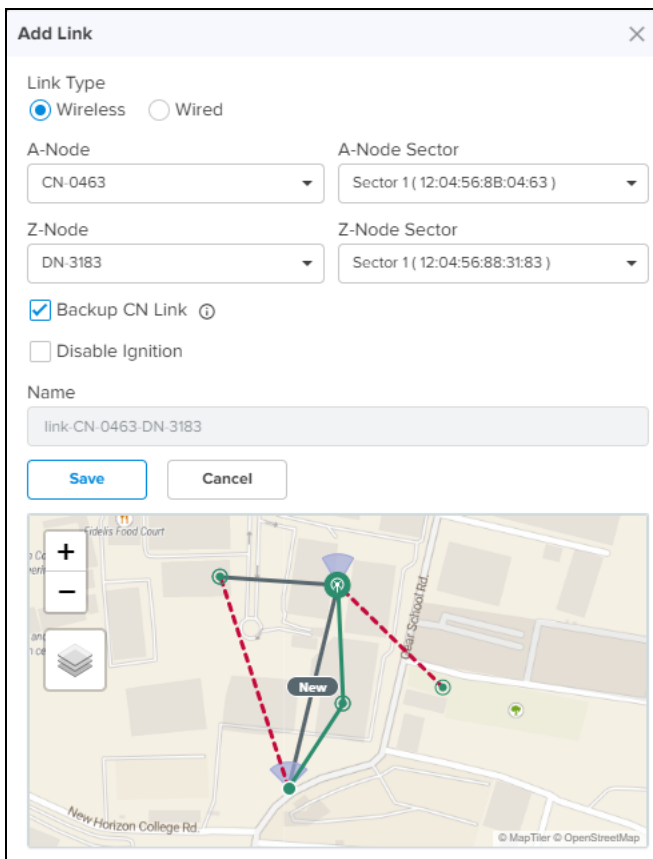 Add Link
Link Type
Wireless Wired
A-Node A-Node Sector
CN-0463 Sector 1 ( 12:04:56:8B:04:63 )
Z-Node Z-Node Sector
DN-3183 Sector 1 ( 12:04:56:88:31:83 )
Backup CN Link
Disable Ignition
Name
link-CN-0463-DN-3183
Save Cancel
Fidelis Food Court
+
−
School Rd.
New
New Horizon College Rd.
© MapTiler © OpenStreetMap